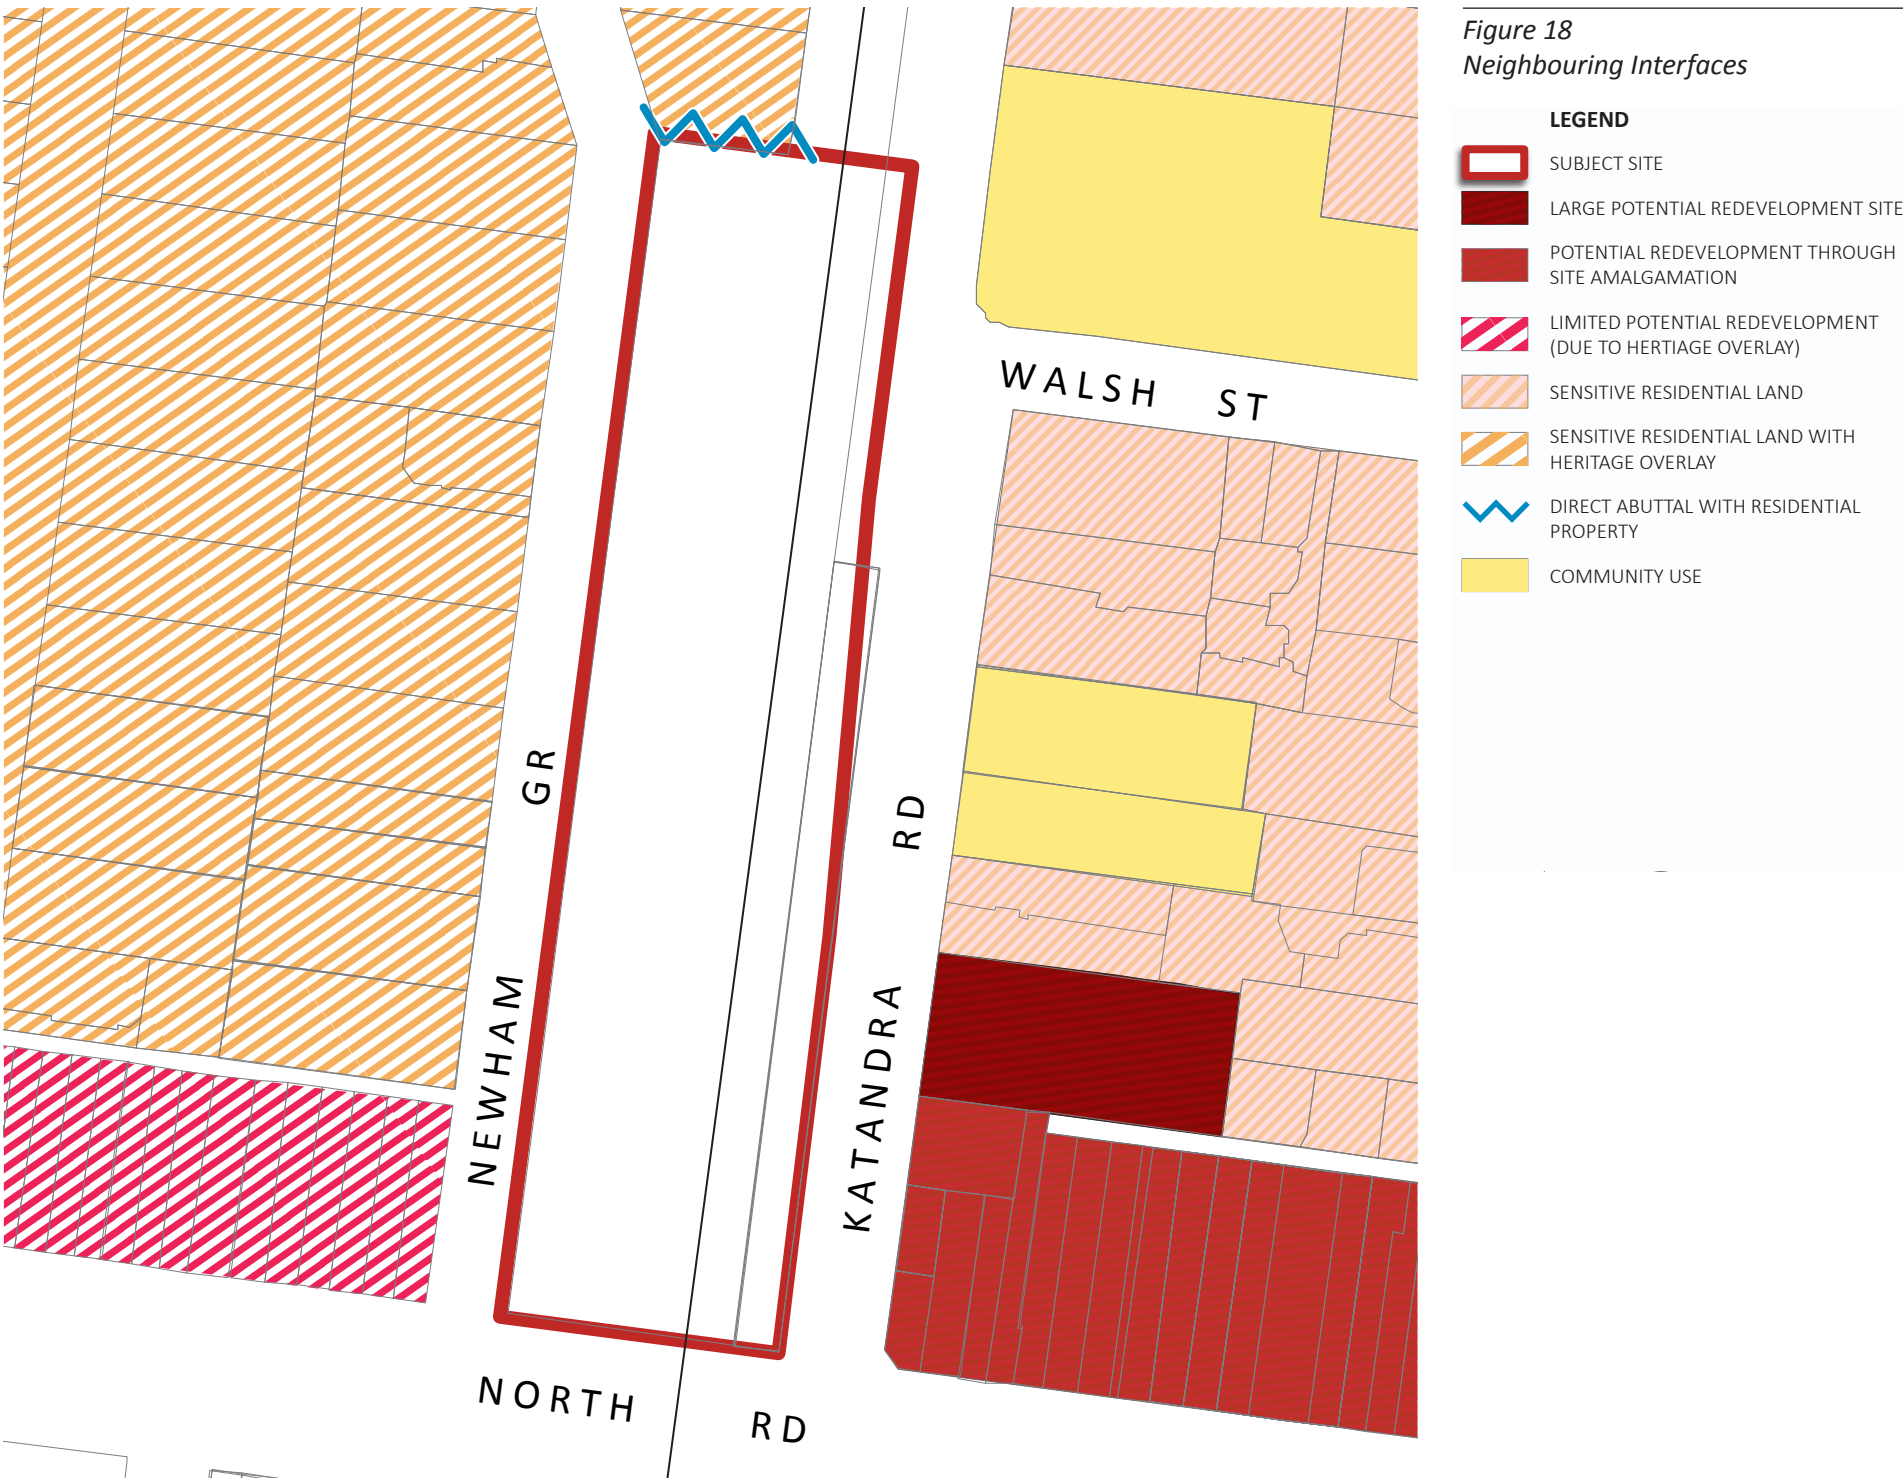 Figure 18
Neighbouring Interfaces
LEGEND
SUBJECT SITE
LARGE POTENTIAL REDEVELOPMENT SITE
POTENTIAL REDEVELOPMENT THROUGH
SITE AMALGAMATION
LIMITED POTENTIAL REDEVELOPMENT
(DUE TO HERTIAGE OVERLAY)
SENSITIVE RESIDENTIAL LAND
SENSITIVE RESIDENTIAL LAND WITH
HERITAGE OVERLAY
DIRECT ABUTTAL WITH RESIDENTIAL
PROPERTY
COMMUNITY USE
WALSH ST
NEWHAM GR
KATANDRA RD
NORTH RD